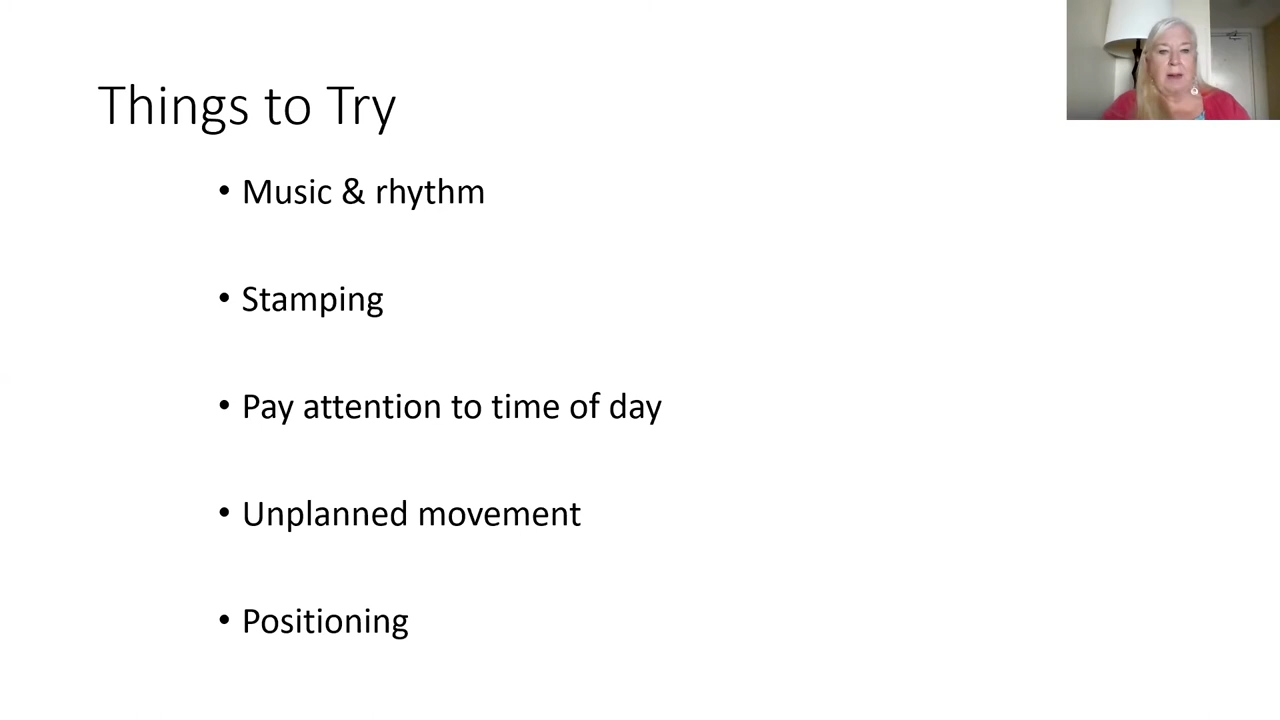 Things to Try
• Music & rhythm
• Stamping
• Pay attention to time of day
• Unplanned movement
• Positioning